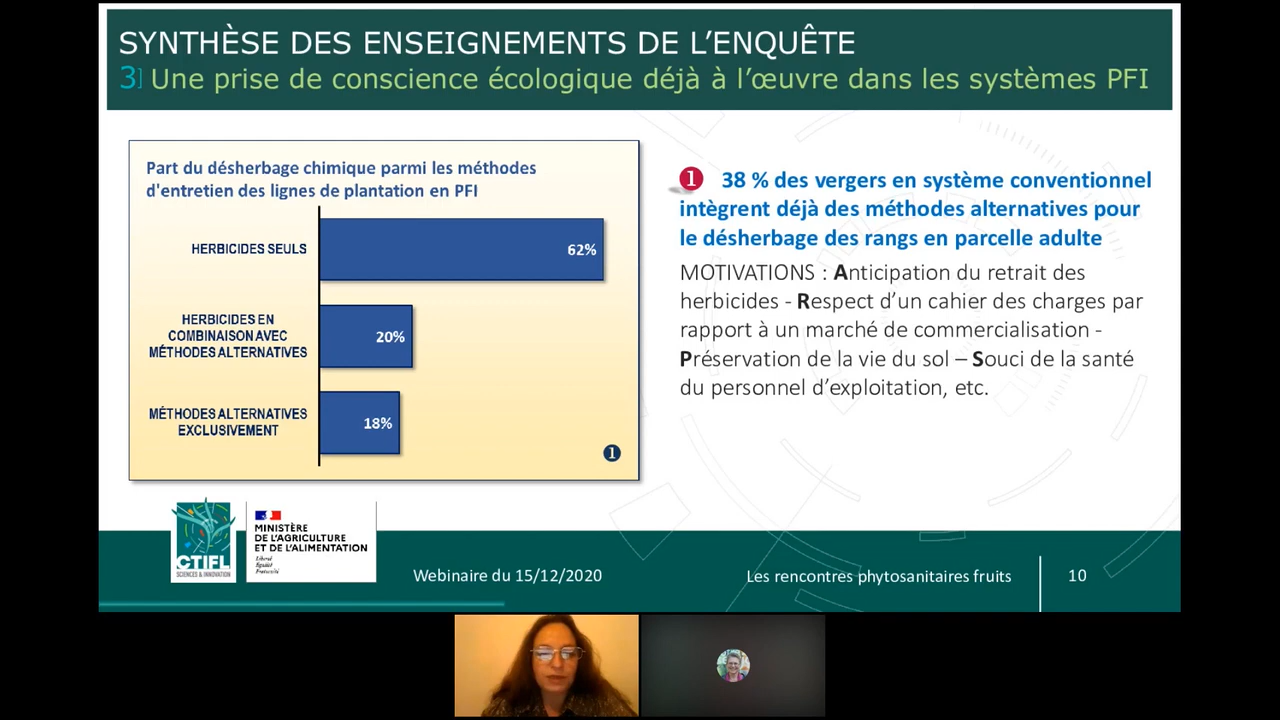 SYNTHÈSE DES ENSEIGNEMENTS DE L’ENQUÊTE
3] Une prise de conscience écologique déjà à l’œuvre dans les systèmes PFI
Part du désherbage chimique parmi les méthodes
d'entretien des lignes de plantation en PFI
HERBICIDES SEULS
62%
HERBICIDES EN
COMBINAISON AVEC
MÉTHODES ALTERNATIVES
20%
MÉTHODES ALTERNATIVES
EXCLUSIVEMENT
18%
1
1 38 % des vergers en système conventionnel
intègrent déjà des méthodes alternatives pour
le désherbage des rangs en parcelle adulte
MOTIVATIONS : Anticipation du retrait des
herbicides - Respect d’un cahier des charges par
rapport à un marché de commercialisation -
Préservation de la vie du sol – Souci de la santé
du personnel d’exploitation, etc.
CTIFL
SCIENCES & INNOVATION
MINISTÈRE
DE L’AGRICULTURE
ET DE L’ALIMENTATION
Liberté
Égalité
Fraternité
Webinaire du 15/12/2020
Les rencontres phytosanitaires fruits
10